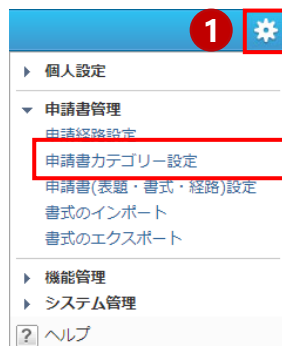 1
個人設定
申請書管理
申請経路設定
申請書カテゴリー設定
申請書(表題・書式・経路)設定
書式のインポート
書式のエクスポート
機能管理
システム管理
? ヘルプ